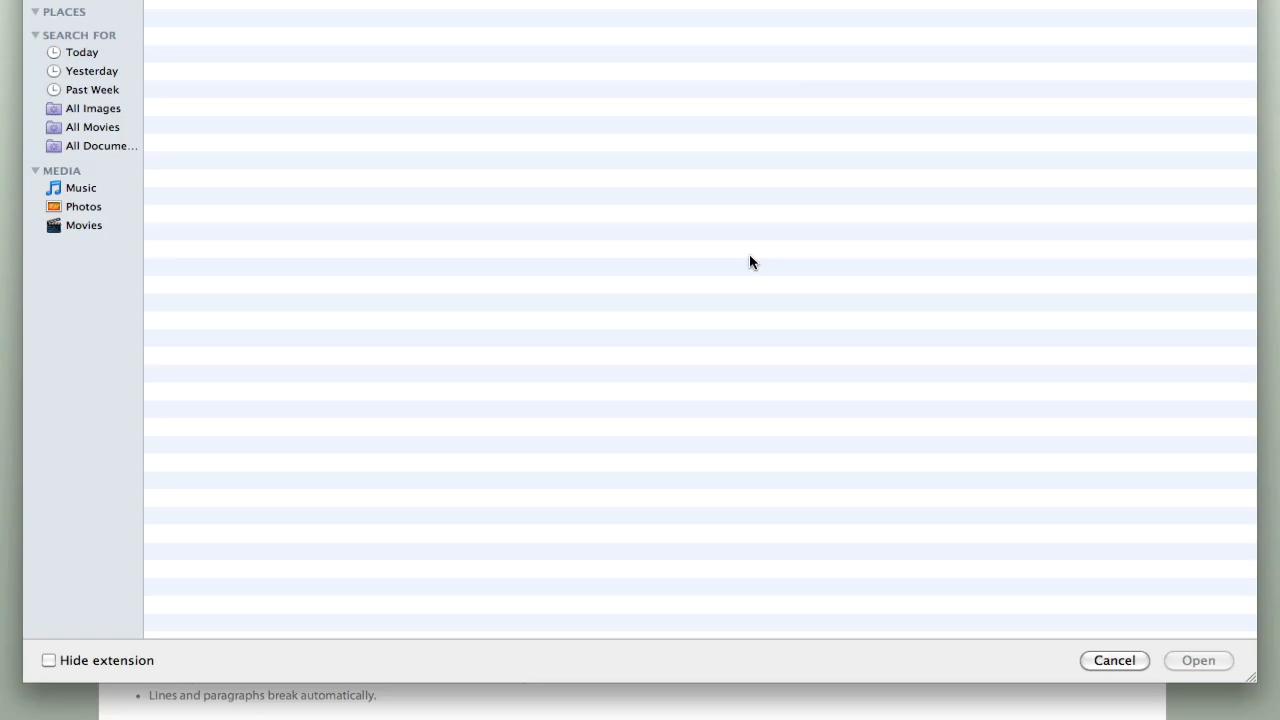 PLACES
SEARCH FOR
Today
Yesterday
Past Week
All Images
All Movies
All Docume...
MEDIA
Music
Photos
Movies
Hide extension
Cancel
Open
Lines and paragraphs break automatically.